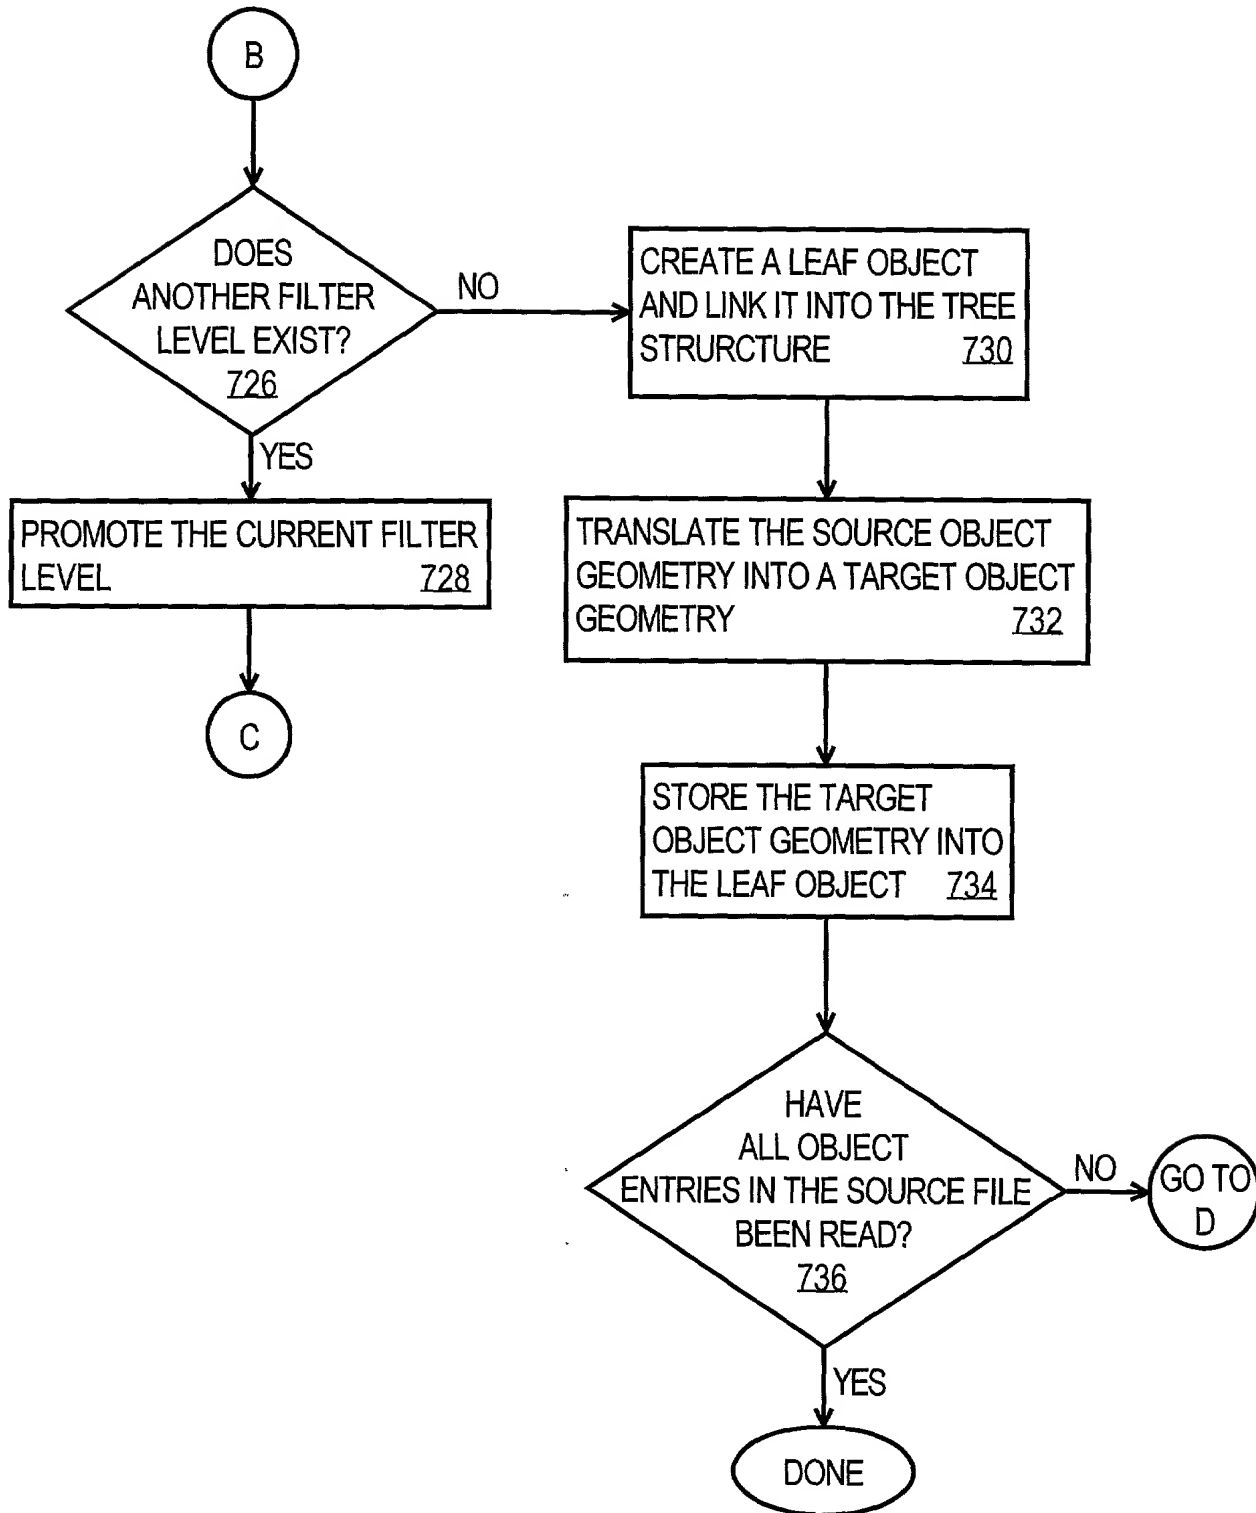 B
DOES
ANOTHER FILTER
LEVEL EXIST?
726
NO
YES
PROMOTE THE CURRENT FILTER
LEVEL 728
C
CREATE A LEAF OBJECT
AND LINK IT INTO THE TREE
STRURCTURE 730
TRANSLATE THE SOURCE OBJECT
GEOMETRY INTO A TARGET OBJECT
GEOMETRY 732
STORE THE TARGET
OBJECT GEOMETRY INTO
THE LEAF OBJECT 734
HAVE
ALL OBJECT
ENTRIES IN THE SOURCE FILE
BEEN READ?
736
NO
GO TO
D
YES
DONE